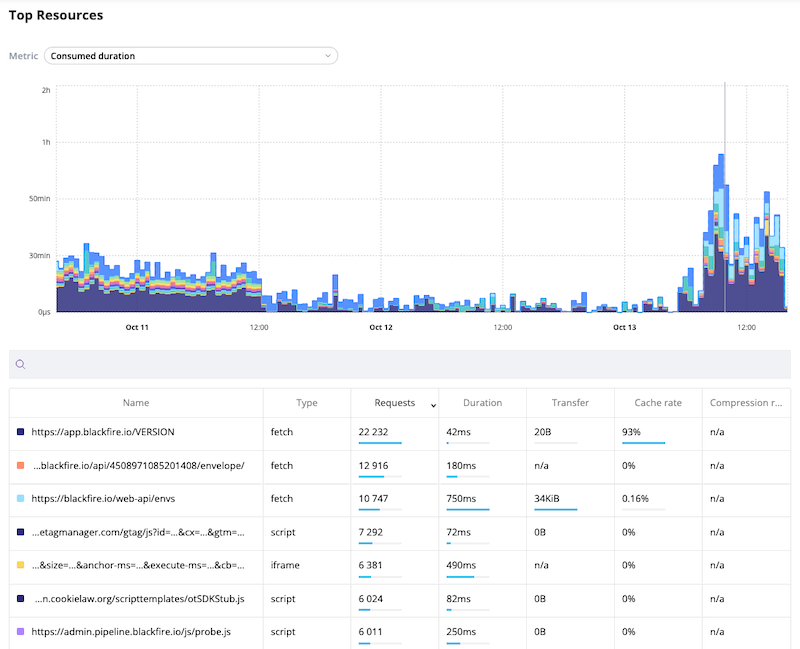 Top Resources
Metric Consumed duration
2h
1h
50min
30min
0µs
Oct 11 12:00 Oct 12 12:00 Oct 13 12:00
Name Type Requests Duration Transfer Cache rate Compression r...
https://app.blackfire.io/VERSION fetch 22 232 42ms 20B 93% n/a
...blackfire.io/api/4508971085201408/envelope/ fetch 12 916 180ms n/a 0% n/a
https://blackfire.io/web-api/envs fetch 10 747 750ms 34KiB 0.16% n/a
...etagmanager.com/gtag/js?id=...&cx=...&gtm=... script 7 292 72ms 0B 0% n/a
...&size=...&anchor-ms=...&execute-ms=...&cb=... iframe 6 381 490ms n/a 0% n/a
...n.cookielaw.org/scripttemplates/otSDKStub.js script 6 024 82ms 0B 0% n/a
https://admin.pipeline.blackfire.io/js/probe.js script 6 011 250ms 0B 0% n/a